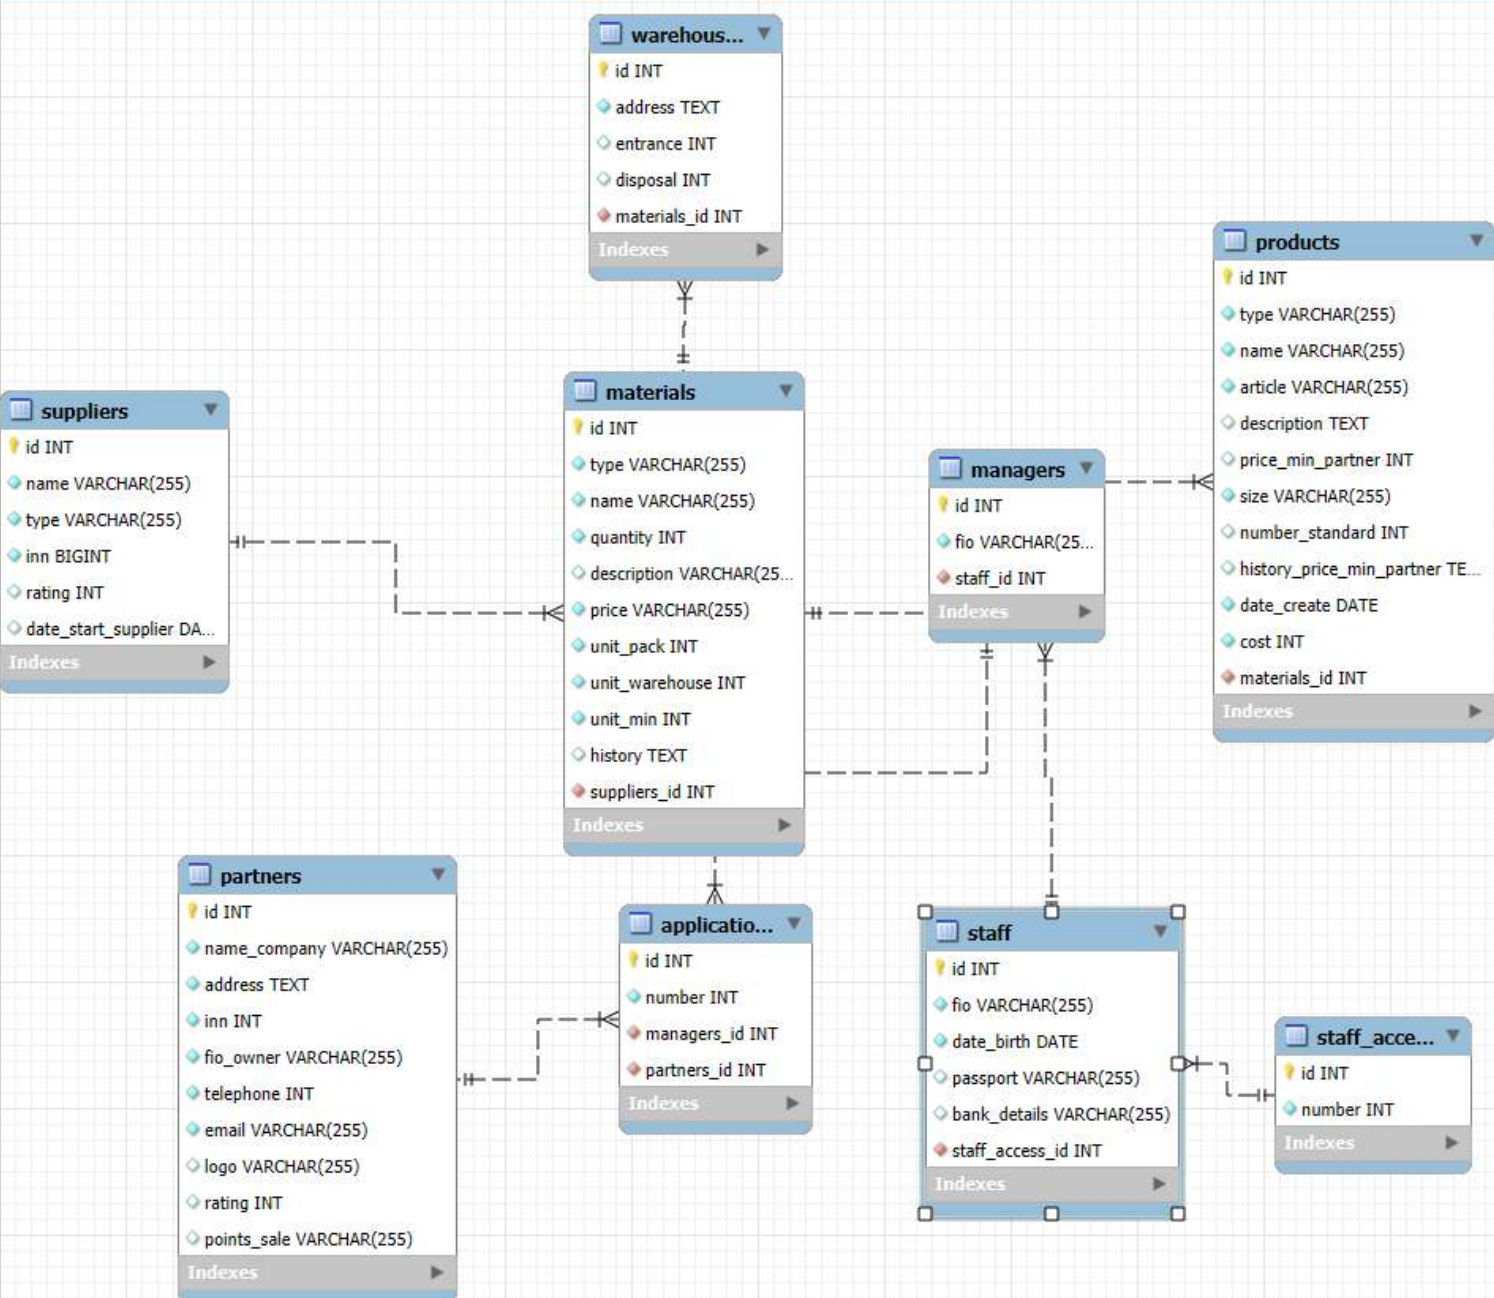 warehous...
id INT
address TEXT
entrance INT
disposal INT
materials_id INT
Indexes
products
id INT
type VARCHAR(255)
name VARCHAR(255)
article VARCHAR(255)
description TEXT
price_min_partner INT
size VARCHAR(255)
number_standard INT
history_price_min_partner TE...
date_create DATE
cost INT
materials_id INT
Indexes
suppliers
id INT
name VARCHAR(255)
type VARCHAR(255)
inn BIGINT
rating INT
date_start_supplier DA...
Indexes
materials
id INT
type VARCHAR(255)
name VARCHAR(255)
quantity INT
description VARCHAR(25...
price VARCHAR(255)
unit_pack INT
unit_warehouse INT
unit_min INT
history TEXT
suppliers_id INT
Indexes
managers
id INT
fio VARCHAR(25...
staff_id INT
Indexes
partners
id INT
name_company VARCHAR(255)
address TEXT
inn INT
fio_owner VARCHAR(255)
telephone INT
email VARCHAR(255)
logo VARCHAR(255)
rating INT
points_sale VARCHAR(255)
Indexes
applicatio...
id INT
number INT
managers_id INT
partners_id INT
Indexes
staff
id INT
fio VARCHAR(255)
date_birth DATE
passport VARCHAR(255)
bank_details VARCHAR(255)
staff_access_id INT
Indexes
staff_acce...
id INT
number INT
Indexes